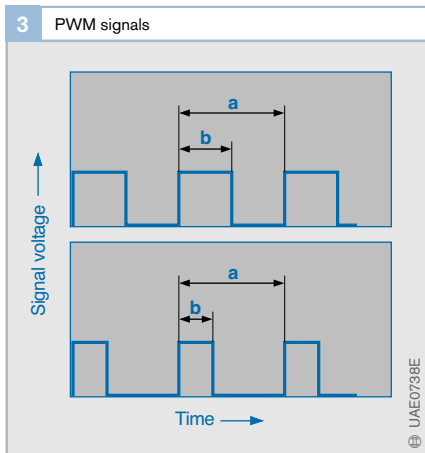 3 PWM signals
a
b
Signal voltage
a
b
Time
UAE0738E